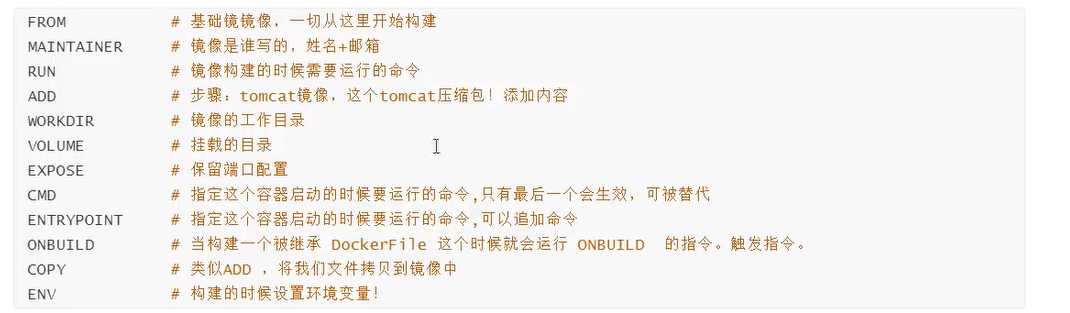 FROM # 基础镜镜像，一切从这里开始构建
MAINTAINER # 镜像是谁写的，姓名+邮箱
RUN # 镜像构建的时候需要运行的命令
ADD # 步骤：tomcat镜像，这个tomcat压缩包！添加内容
WORKDIR # 镜像的工作目录
VOLUME # 挂载的目录
EXPOSE # 保留端口配置
CMD # 指定这个容器启动的时候要运行的命令,只有最后一个会生效，可被替代
ENTRYPOINT # 指定这个容器启动的时候要运行的命令,可以追加命令
ONBUILD # 当构建一个被继承 DockerFile 这个时候就会运行 ONBUILD 的指令。触发指令。
COPY # 类似ADD ，将我们文件拷贝到镜像中
ENV # 构建的时候设置环境变量！